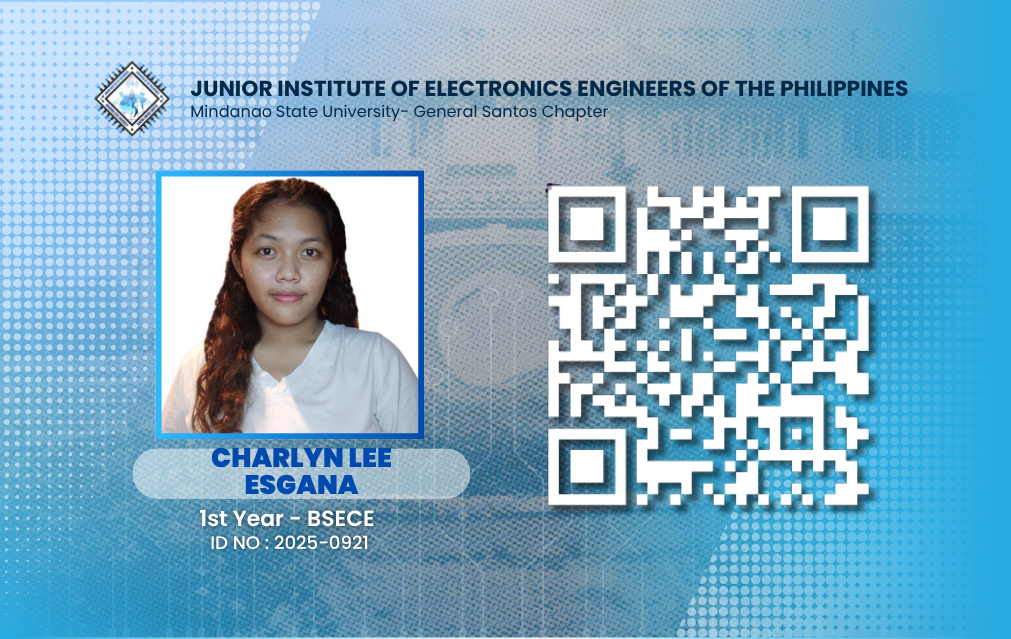 JUNIOR INSTITUTE OF ELECTRONICS ENGINEERS OF THE PHILIPPINES
Mindanao State University- General Santos Chapter
CHARLYN LEE
ESGANA
1st Year - BSECE
ID NO : 2025-0921